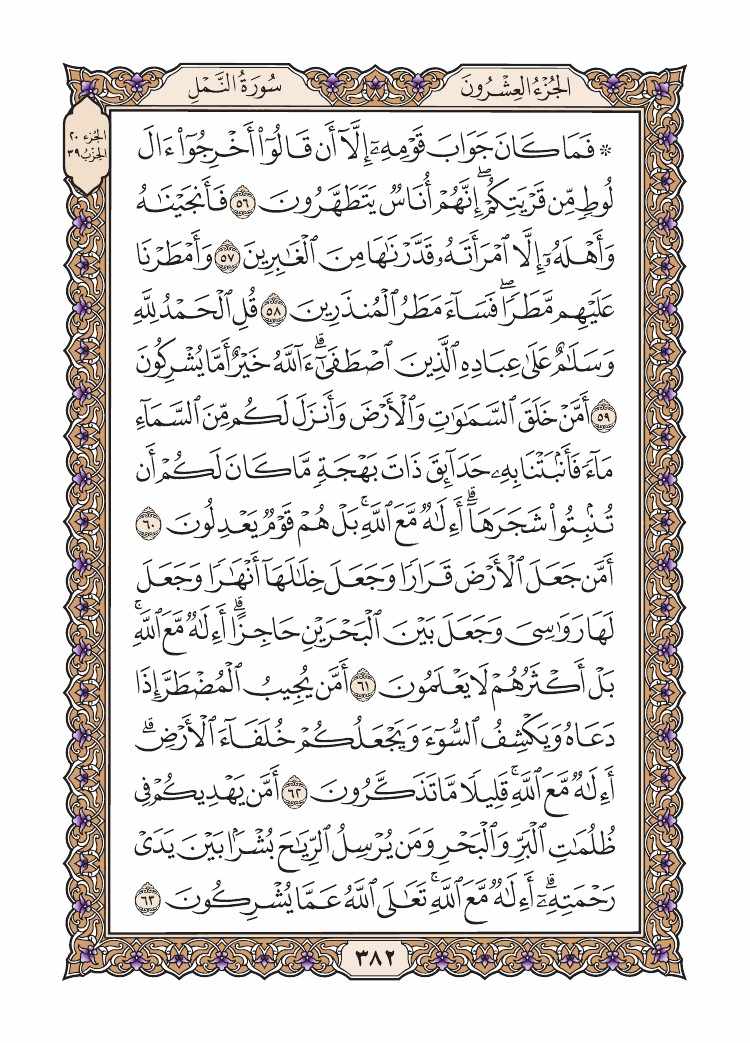 الجُزْءُ العِشْرُونَ
سُورَةُ النَّمْلِ
الجُزء ٢٠
الحِزْبُ ٣٩
۞ فَمَا كَانَ جَوَابَ قَوْمِهِۦٓ إِلَّآ أَن قَالُوٓا۟ أَخْرِجُوٓا۟ ءَالَ
لُوطٍ مِّن قَرْيَتِكُمْ ۖ إِنَّهُمْ أُنَاسٌ يَتَطَهَّرُونَ ٥٦ فَأَنجَيْنَـٰهُ
وَأَهْلَهُۥٓ إِلَّا ٱمْرَأَتَهُۥ قَدَّرْنَـٰهَا مِنَ ٱلْغَـٰبِرِينَ ٥٧ وَأَمْطَرْنَا
عَلَيْهِم مَّطَرًا ۖ فَسَآءَ مَطَرُ ٱلْمُنذَرِينَ ٥٨ قُلِ ٱلْحَمْدُ لِلَّهِ
وَسَلَـٰمٌ عَلَىٰ عِبَادِهِ ٱلَّذِينَ ٱصْطَفَىٰٓ ۗ ءَآللَّهُ خَيْرٌ أَمَّا يُشْرِكُونَ
٥٩ أَمَّنْ خَلَقَ ٱلسَّمَـٰوَٰتِ وَٱلْأَرْضَ وَأَنزَلَ لَكُم مِّنَ ٱلسَّمَآءِ
مَآءً فَأَنۢبَتْنَا بِهِۦ حَدَآئِقَ ذَاتَ بَهْجَةٍ مَّا كَانَ لَكُمْ أَن
تُنۢبِتُوا۟ شَجَرَهَآ ۗ أَءِلَـٰهٌ مَّعَ ٱللَّهِ ۚ بَلْ هُمْ قَوْمٌ يَعْدِلُونَ ٦٠
أَمَّن جَعَلَ ٱلْأَرْضَ قَرَارًا وَجَعَلَ خِلَـٰلَهَآ أَنْهَـٰرًا وَجَعَلَ
لَهَا رَوَٰسِىَ وَجَعَلَ بَيْنَ ٱلْبَحْرَيْنِ حَاجِزًا ۗ أَءِلَـٰهٌ مَّعَ ٱللَّهِ ۚ
بَلْ أَكْثَرُهُمْ لَا يَعْلَمُونَ ٦١ أَمَّن يُجِيبُ ٱلْمُضْطَرَّ إِذَا
دَعَاهُ وَيَكْشِفُ ٱلسُّوٓءَ وَيَجْعَلُكُمْ خُلَفَآءَ ٱلْأَرْضِ ۗ
أَءِلَـٰهٌ مَّعَ ٱللَّهِ ۚ قَلِيلًا مَّا تَذَكَّرُونَ ٦٢ أَمَّن يَهْدِيكُمْ فِى
ظُلُمَـٰتِ ٱلْبَرِّ وَٱلْبَحْرِ وَمَن يُرْسِلُ ٱلرِّيَـٰحَ بُشْرًۢا بَيْنَ يَدَىْ
رَحْمَتِهِۦٓ ۗ أَءِلَـٰهٌ مَّعَ ٱللَّهِ ۚ تَعَـٰلَى ٱللَّهُ عَمَّا يُشْرِكُونَ ٦٣
٣٨٢